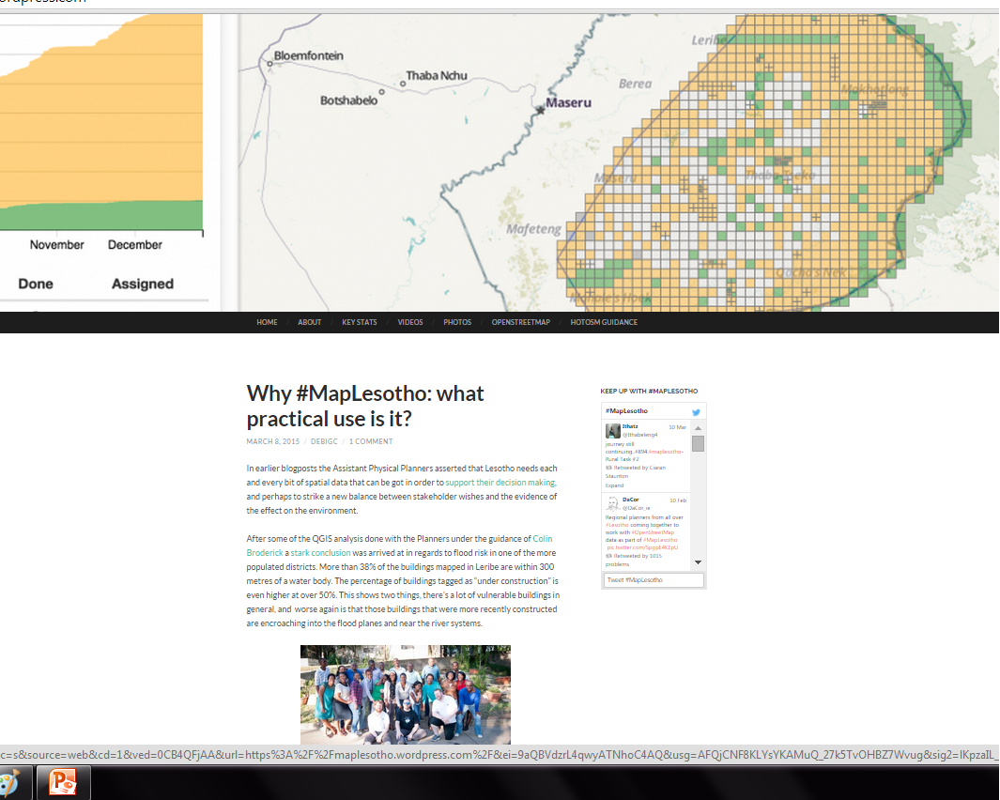 ordpress.com
Bloemfontein
Thaba Nchu
Botshabelo
Maseru
Leribe
Berea
Mokhotlong
Maseru
Thaba-Tseka
Mafeteng
Qacha's Nek
Mohale's Hoek
November December
Done Assigned
HOME / ABOUT / KEY STATS / VIDEOS / PHOTOS / OPENSTREETMAP / HOTOSM GUIDANCE
Why #MapLesotho: what
practical use is it?
MARCH 8, 2015 / DEBIGC / 1 COMMENT
In earlier blogposts the Assistant Physical Planners asserted that Lesotho needs each
and every bit of spatial data that can be got in order to support their decision making,
and perhaps to strike a new balance between stakeholder wishes and the evidence of
the effect on the environment.
After some of the QGIS analysis done with the Planners under the guidance of Colin
Broderick a stark conclusion was arrived at in regards to flood risk in one of the more
populated districts. More than 38% of the buildings mapped in Leribe are within 300
metres of a water body. The percentage of buildings tagged as "under construction" is
even higher at over 50%. This shows two things, there's a lot of vulnerable buildings in
general, and worse again is that those buildings that were more recently constructed
are encroaching into the flood planes and near the river systems.
KEEP UP WITH #MAPLESOTHO
#MapLesotho
Ithatz 10 Mar
@Ithabeleng4
journey still
continuing..#894 #maplesotho-
Rural Task #2
Retweeted by Ciaran
Staunton
Expand
DaCor 10 Feb
@DaCor_ie
Regional planners from all over
#Lesotho coming together to
work with #OpenStreetMap
data as part of #MapLesotho
Retweeted by 1015
problems
Tweet #MapLesotho
c=s&source=web&cd=1&ved=0CB4QFjAA&url=https%3A%2F%2Fmaplesotho.wordpress.com%2F&ei=9aQBVdzrL4qwyATNhoC4AQ&usg=AFQjCNF8KLYsYKAMuQ_27k5TvOHBZ7Wvug&sig2=IKpzaIL_